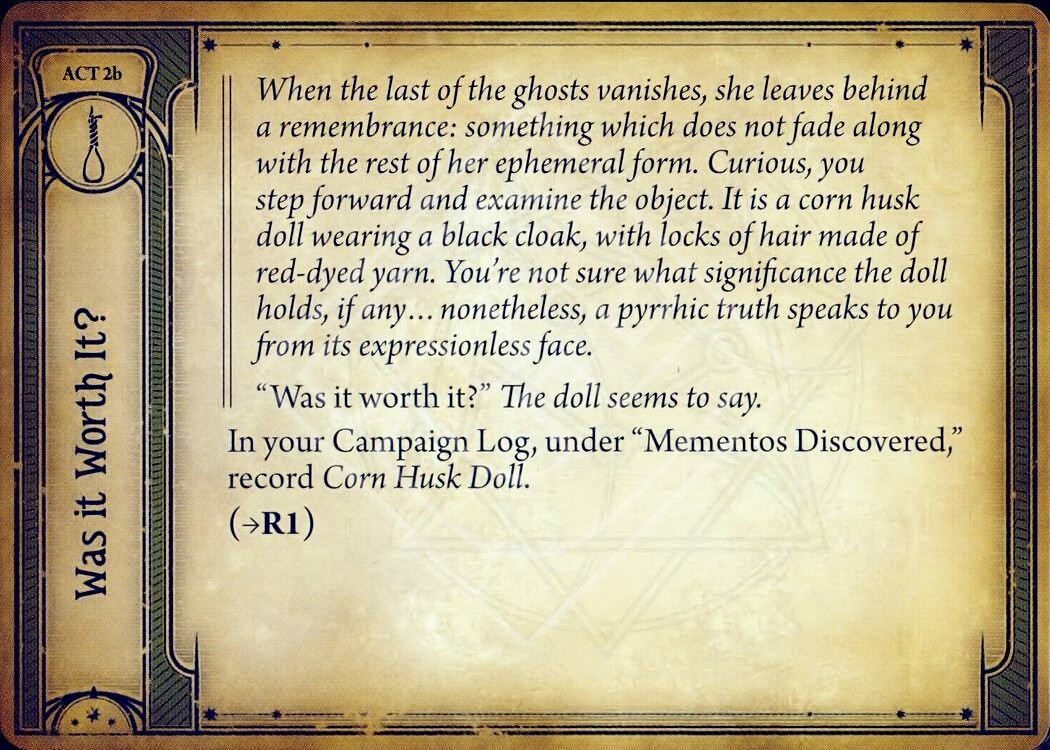 ACT 2b
Was it Worth It?
When the last of the ghosts vanishes, she leaves behind
a remembrance: something which does not fade along
with the rest of her ephemeral form. Curious, you
step forward and examine the object. It is a corn husk
doll wearing a black cloak, with locks of hair made of
red-dyed yarn. You’re not sure what significance the doll
holds, if any… nonetheless, a pyrrhic truth speaks to you
from its expressionless face.
“Was it worth it?” The doll seems to say.
In your Campaign Log, under “Mementos Discovered,”
record Corn Husk Doll.
(→R1)